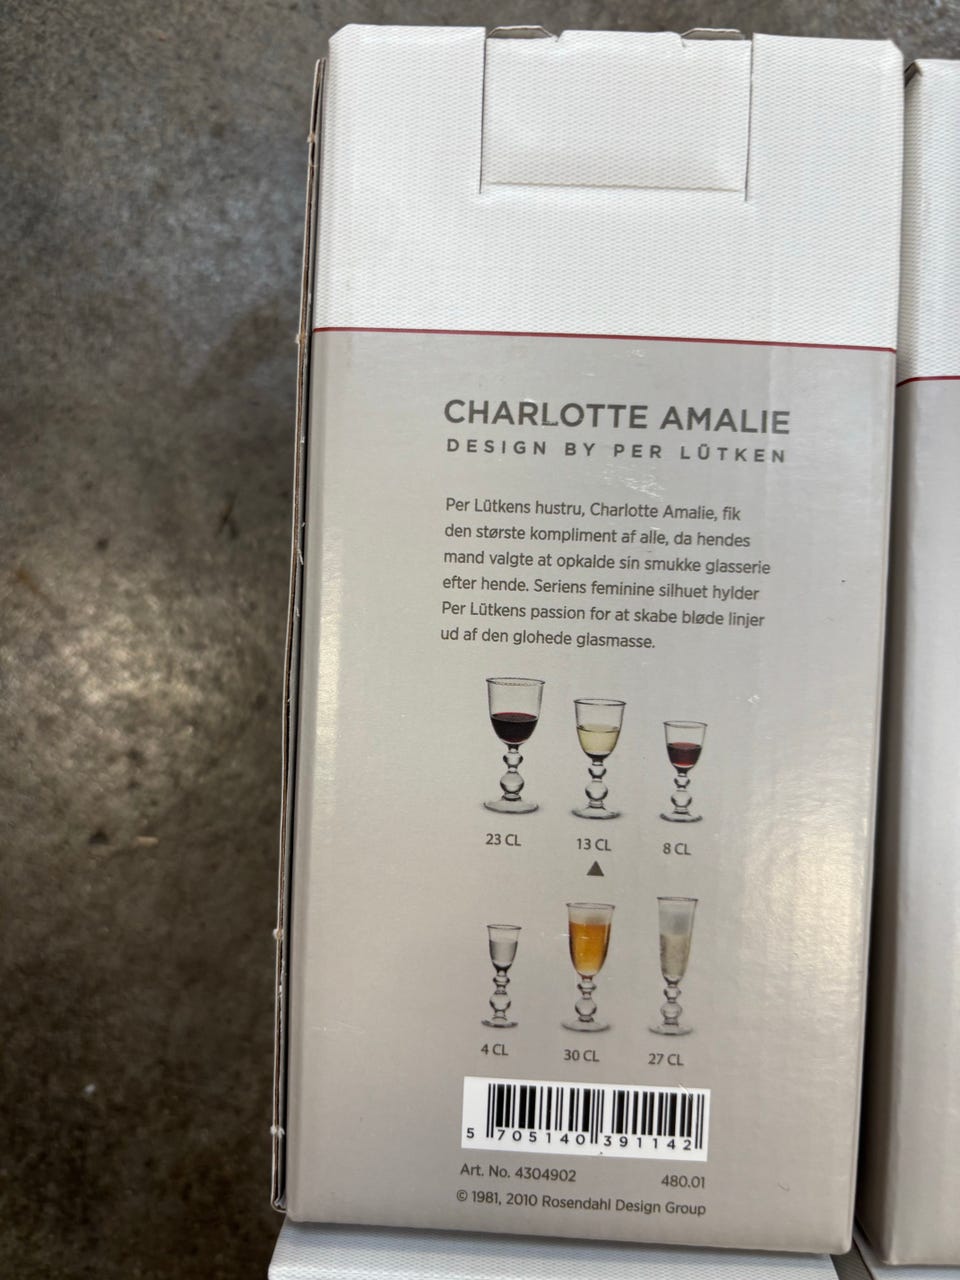 CHARLOTTE AMALIE
DESIGN BY PER LŪTKEN
Per Lūtkens hustru, Charlotte Amalie, fik
den største kompliment af alle, da hendes
mand valgte at opkalde sin smukke glasserie
efter hende. Seriens feminine silhuet hylder
Per Lūtkens passion for at skabe bløde linjer
ud af den glohede glasmasse.
23 CL 13 CL 8 CL
4 CL 30 CL 27 CL
5 705140 391142
Art. No. 4304902 480.01
© 1981, 2010 Rosendahl Design Group